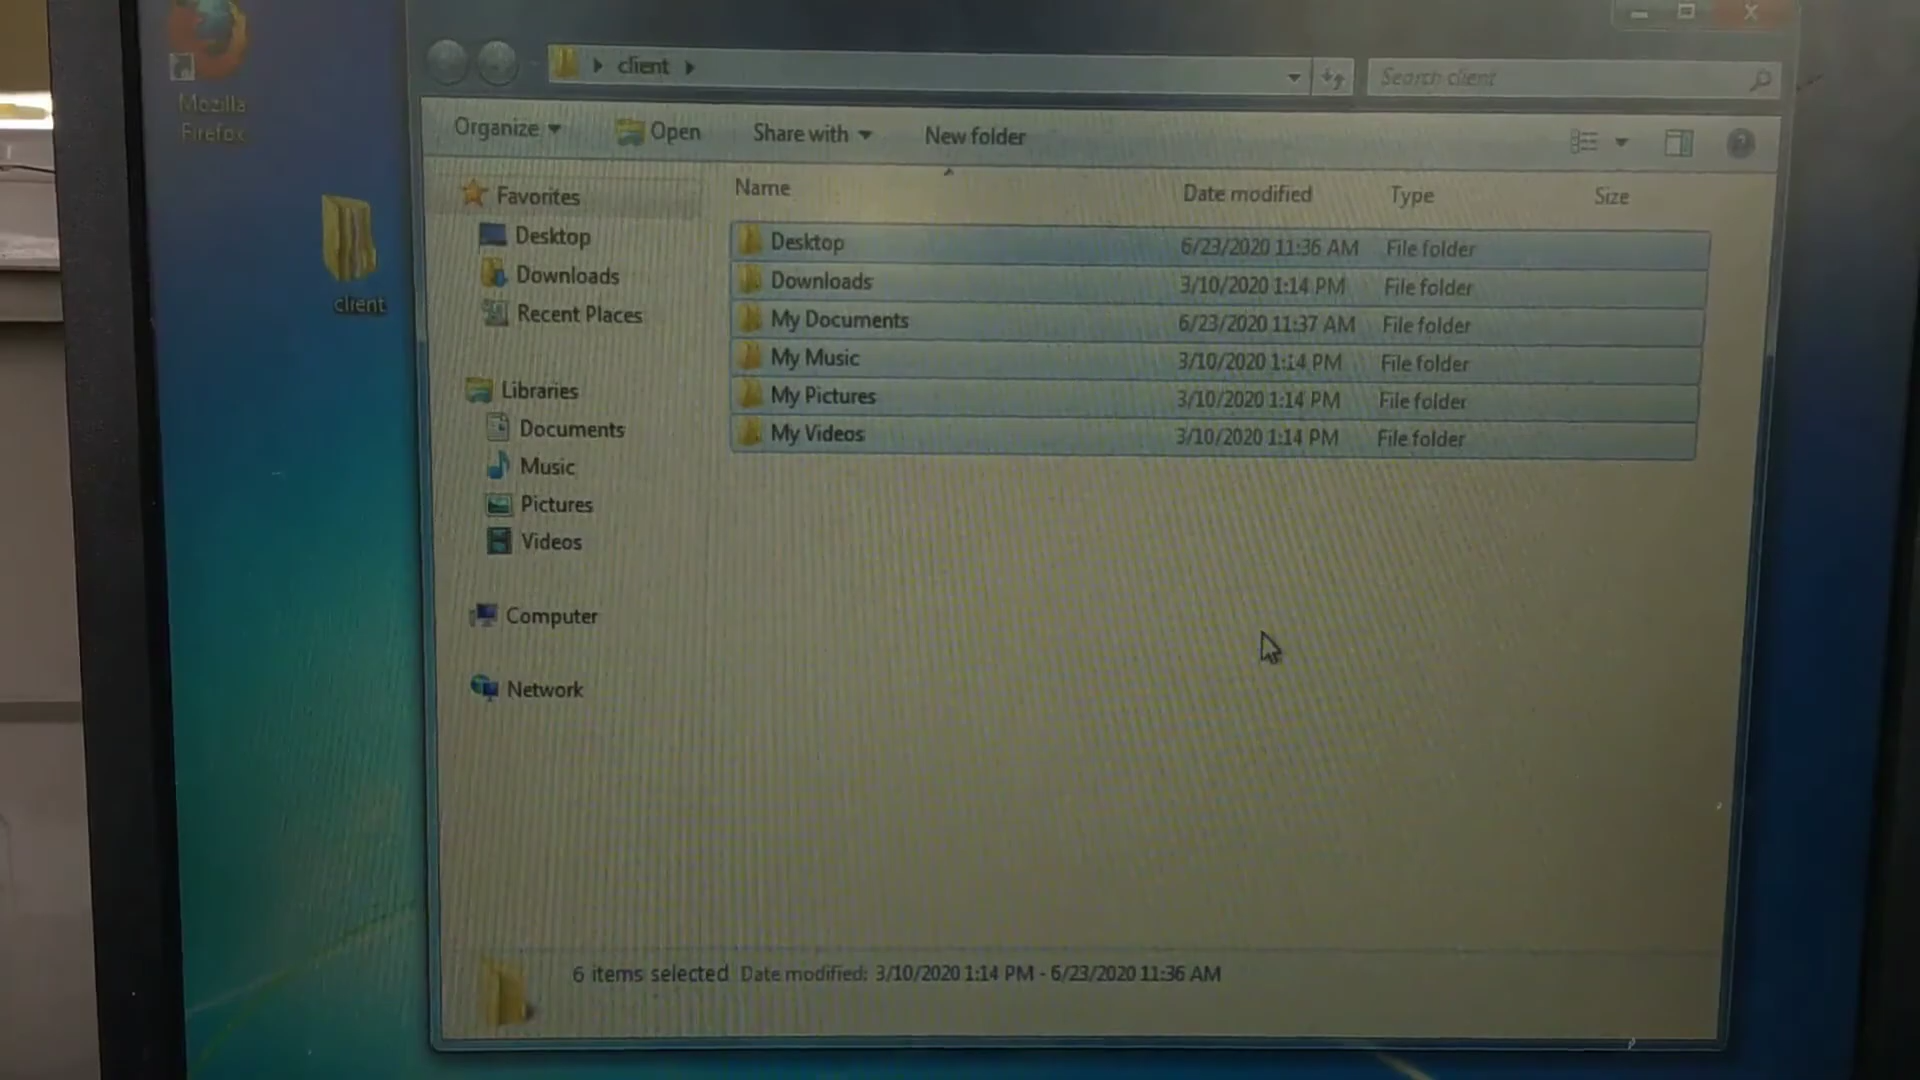 Mozilla
Firefox
client
client
Search client
Organize
Open
Share with
New folder
Name
Date modified
Type
Size
Favorites
Desktop
Downloads
Recent Places
Libraries
Documents
Music
Pictures
Videos
Computer
Network
Desktop 6/23/2020 11:36 AM File folder
Downloads 3/10/2020 1:14 PM File folder
My Documents 6/23/2020 11:37 AM File folder
My Music 3/10/2020 1:14 PM File folder
My Pictures 3/10/2020 1:14 PM File folder
My Videos 3/10/2020 1:14 PM File folder
6 items selected Date modified: 3/10/2020 1:14 PM - 6/23/2020 11:36 AM